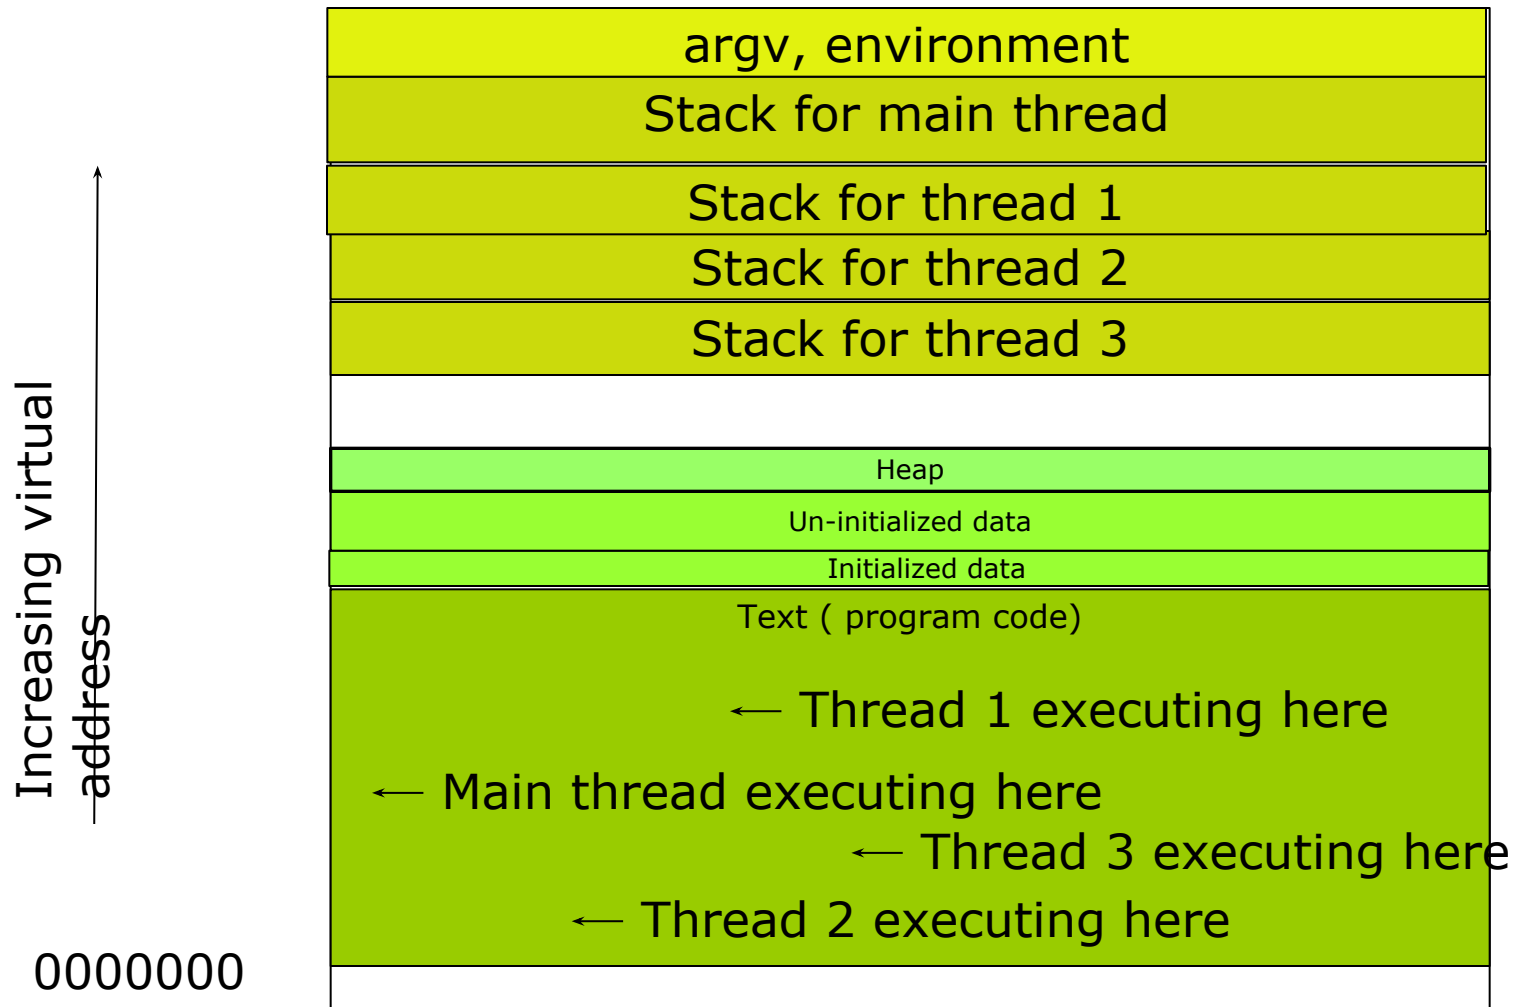 argv, environment
Stack for main thread
Stack for thread 1
Stack for thread 2
Stack for thread 3
Increasing virtual
address
Heap
Un-initialized data
Initialized data
Text ( program code)
Thread 1 executing here
Main thread executing here
Thread 3 executing here
Thread 2 executing here
0000000